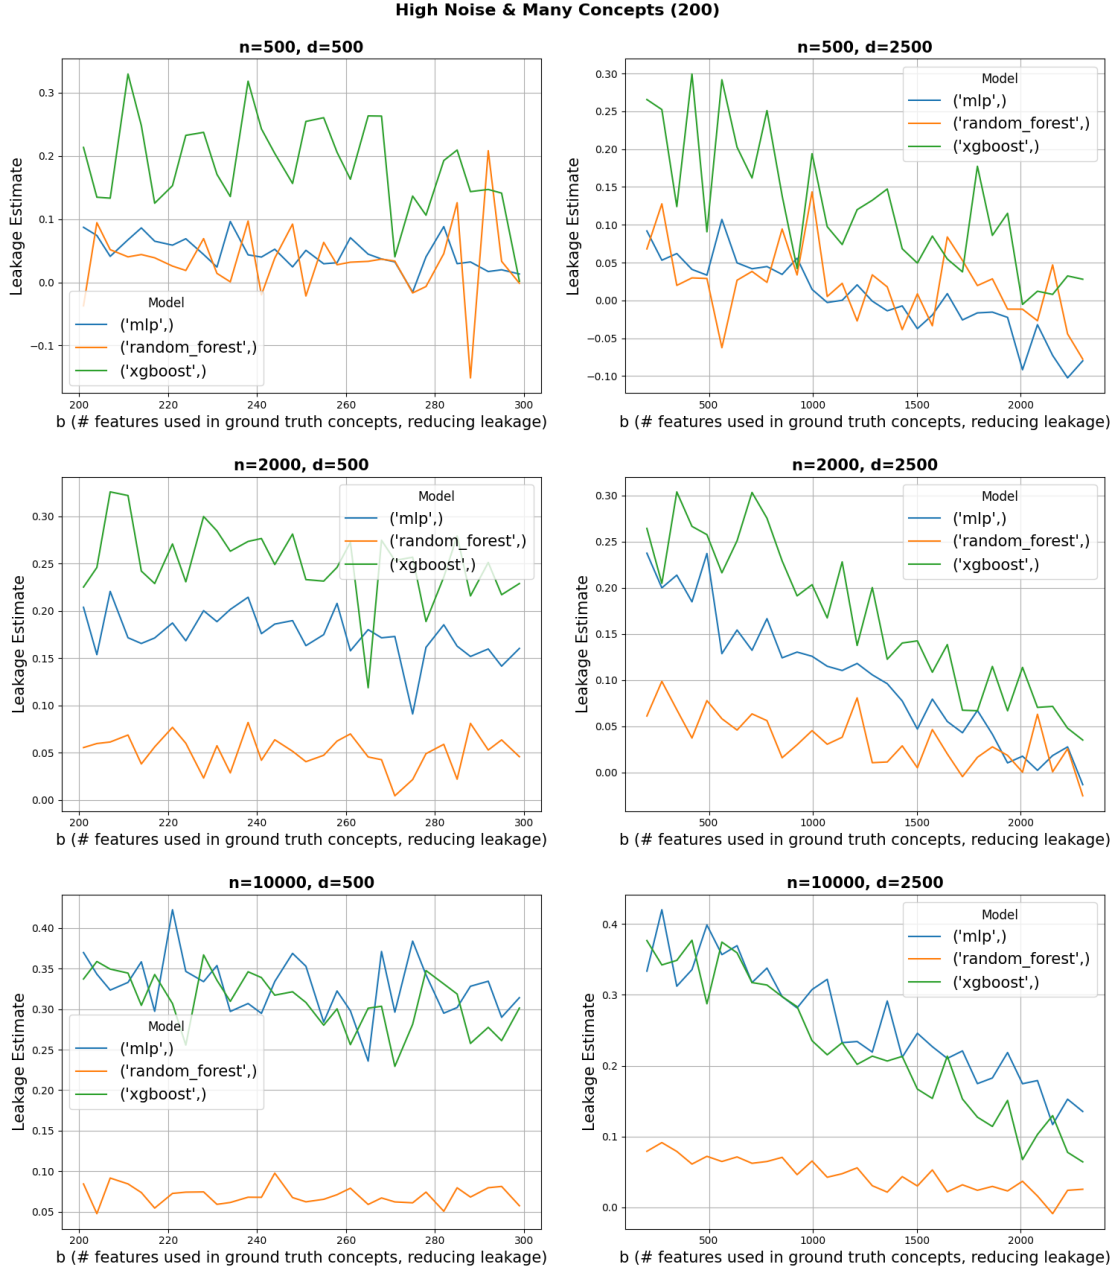 High Noise & Many Concepts (200)
n=500, d=500
Leakage Estimate
0.3
0.2
0.1
0.0
−0.1
Model
('mlp',)
('random_forest',)
('xgboost',)
200
220
240
260
280
300
b (# features used in ground truth concepts, reducing leakage)
n=500, d=2500
Leakage Estimate
0.30
0.25
0.20
0.15
0.10
0.05
0.00
−0.05
−0.10
Model
('mlp',)
('random_forest',)
('xgboost',)
500
1000
1500
2000
b (# features used in ground truth concepts, reducing leakage)
n=2000, d=500
Leakage Estimate
0.30
0.25
0.20
0.15
0.10
0.05
0.00
Model
('mlp',)
('random_forest',)
('xgboost',)
200
220
240
260
280
300
b (# features used in ground truth concepts, reducing leakage)
n=2000, d=2500
Leakage Estimate
0.30
0.25
0.20
0.15
0.10
0.05
0.00
Model
('mlp',)
('random_forest',)
('xgboost',)
500
1000
1500
2000
b (# features used in ground truth concepts, reducing leakage)
n=10000, d=500
Leakage Estimate
0.40
0.35
0.30
0.25
0.20
0.15
0.10
0.05
Model
('mlp',)
('random_forest',)
('xgboost',)
200
220
240
260
280
300
b (# features used in ground truth concepts, reducing leakage)
n=10000, d=2500
Leakage Estimate
0.4
0.3
0.2
0.1
0.0
Model
('mlp',)
('random_forest',)
('xgboost',)
500
1000
1500
2000
b (# features used in ground truth concepts, reducing leakage)